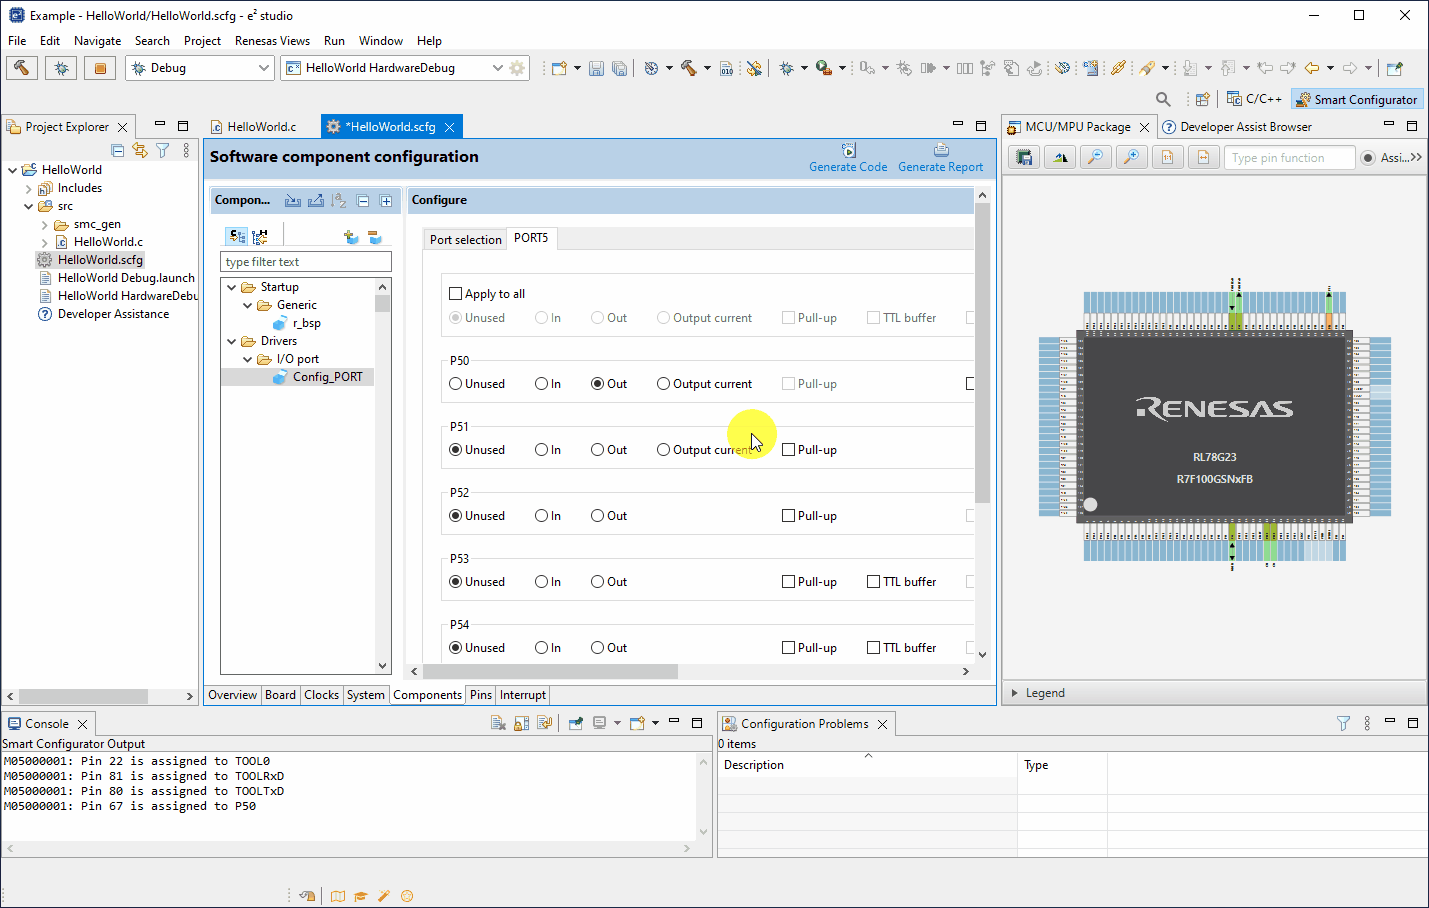 Example - HelloWorld/HelloWorld.scfg - e² studio
File Edit Navigate Search Project Renesas Views Run Window Help
Debug
HelloWorld HardwareDebug
C/C++
Smart Configurator
Project Explorer
HelloWorld
Includes
src
smc_gen
HelloWorld.c
HelloWorld.scfg
HelloWorld Debug.launch
HelloWorld HardwareDebu
Developer Assistance
HelloWorld.c
*HelloWorld.scfg
Software component configuration
Generate Code
Generate Report
Compon...
type filter text
Startup
Generic
r_bsp
Drivers
I/O port
Config_PORT
Configure
Port selection
PORT5
Apply to all
Unused In Out Output current Pull-up TTL buffer
P50
Unused In Out Output current Pull-up
P51
Unused In Out Output current Pull-up
P52
Unused In Out Pull-up
P53
Unused In Out Pull-up TTL buffer
P54
Unused In Out Pull-up TTL buffer
Overview Board Clocks System Components Pins Interrupt
MCU/MPU Package
Developer Assist Browser
Type pin function
Assi...
RENESAS
RL78G23
R7F100GSNxFB
Legend
Console
Smart Configurator Output
M05000001: Pin 22 is assigned to TOOL0
M05000001: Pin 81 is assigned to TOOLRxD
M05000001: Pin 80 is assigned to TOOLTxD
M05000001: Pin 67 is assigned to P50
Configuration Problems
0 items
Description
Type